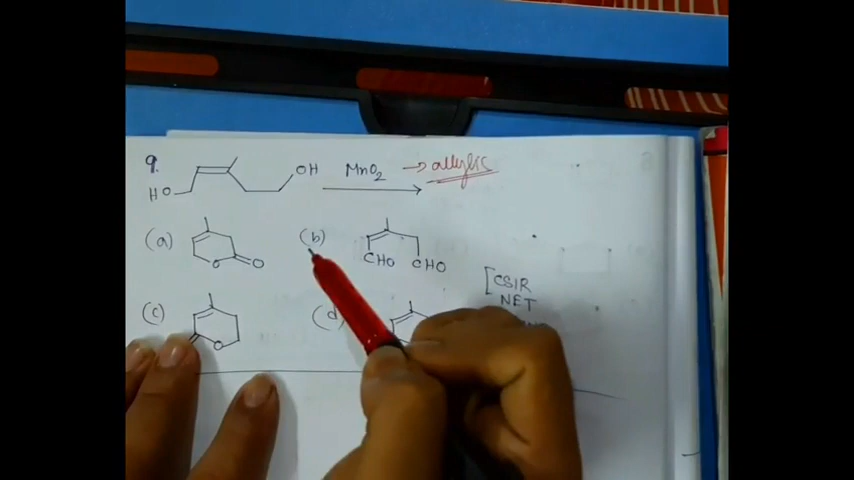 9.
HO OH MnO2 → allylic
(a) O O (b) CHO CHO
[CSIR
NET
(c) O (d)